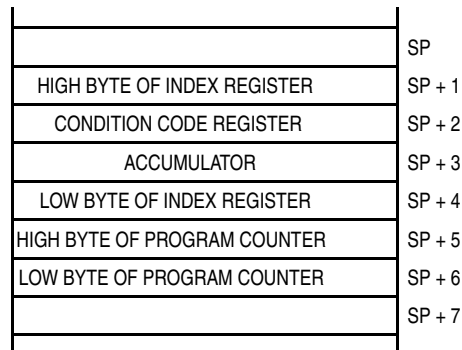 SP
HIGH BYTE OF INDEX REGISTER SP + 1
CONDITION CODE REGISTER SP + 2
ACCUMULATOR SP + 3
LOW BYTE OF INDEX REGISTER SP + 4
HIGH BYTE OF PROGRAM COUNTER SP + 5
LOW BYTE OF PROGRAM COUNTER SP + 6
SP + 7